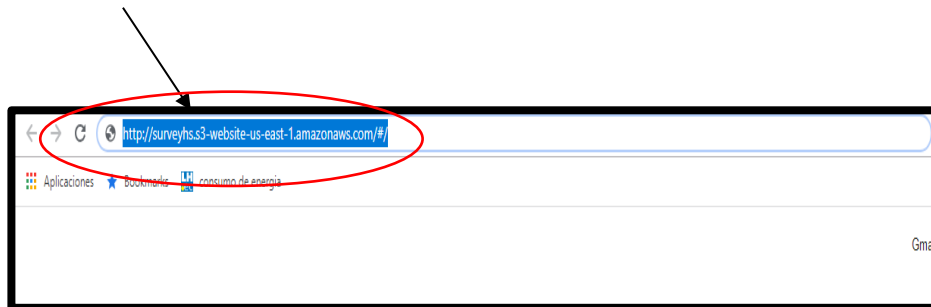 http://surveyhs.s3-website-us-east-1.amazonaws.com/#/
Aplicaciones Bookmarks consumo de energia
Gma